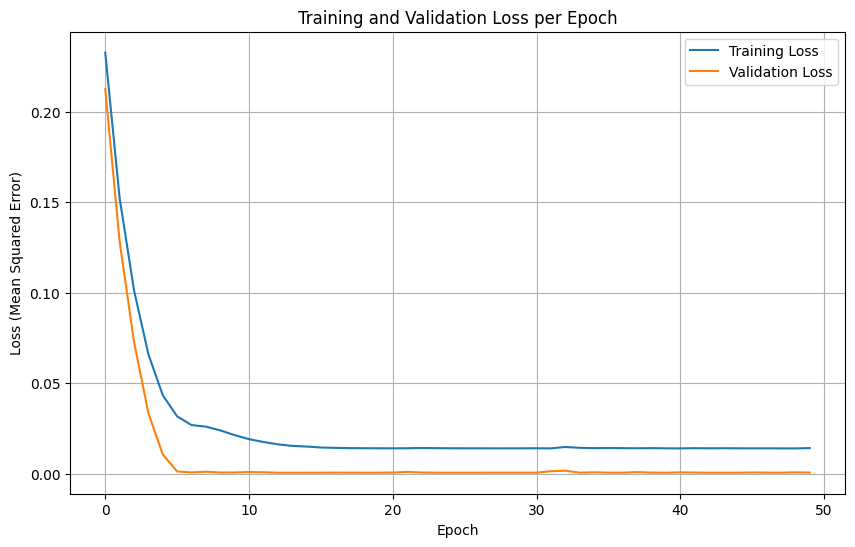 Training and Validation Loss per Epoch
Training Loss
Validation Loss
Loss (Mean Squared Error)
0.20
0.15
0.10
0.05
0.00
0
10
20
30
40
50
Epoch